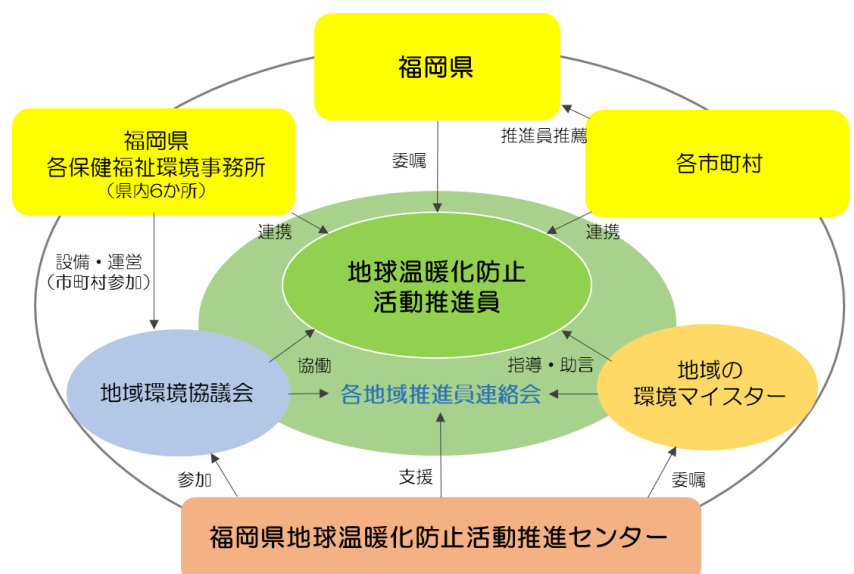 福岡県
福岡県
各保健福祉環境事務所
（県内6か所）
推進員推薦
各市町村
委嘱
連携
連携
設備・運営
（市町村参加）
地球温暖化防止
活動推進員
協働
指導・助言
地域環境協議会
各地域推進員連絡会
地域の
環境マイスター
参加
支援
委嘱
福岡県地球温暖化防止活動推進センター